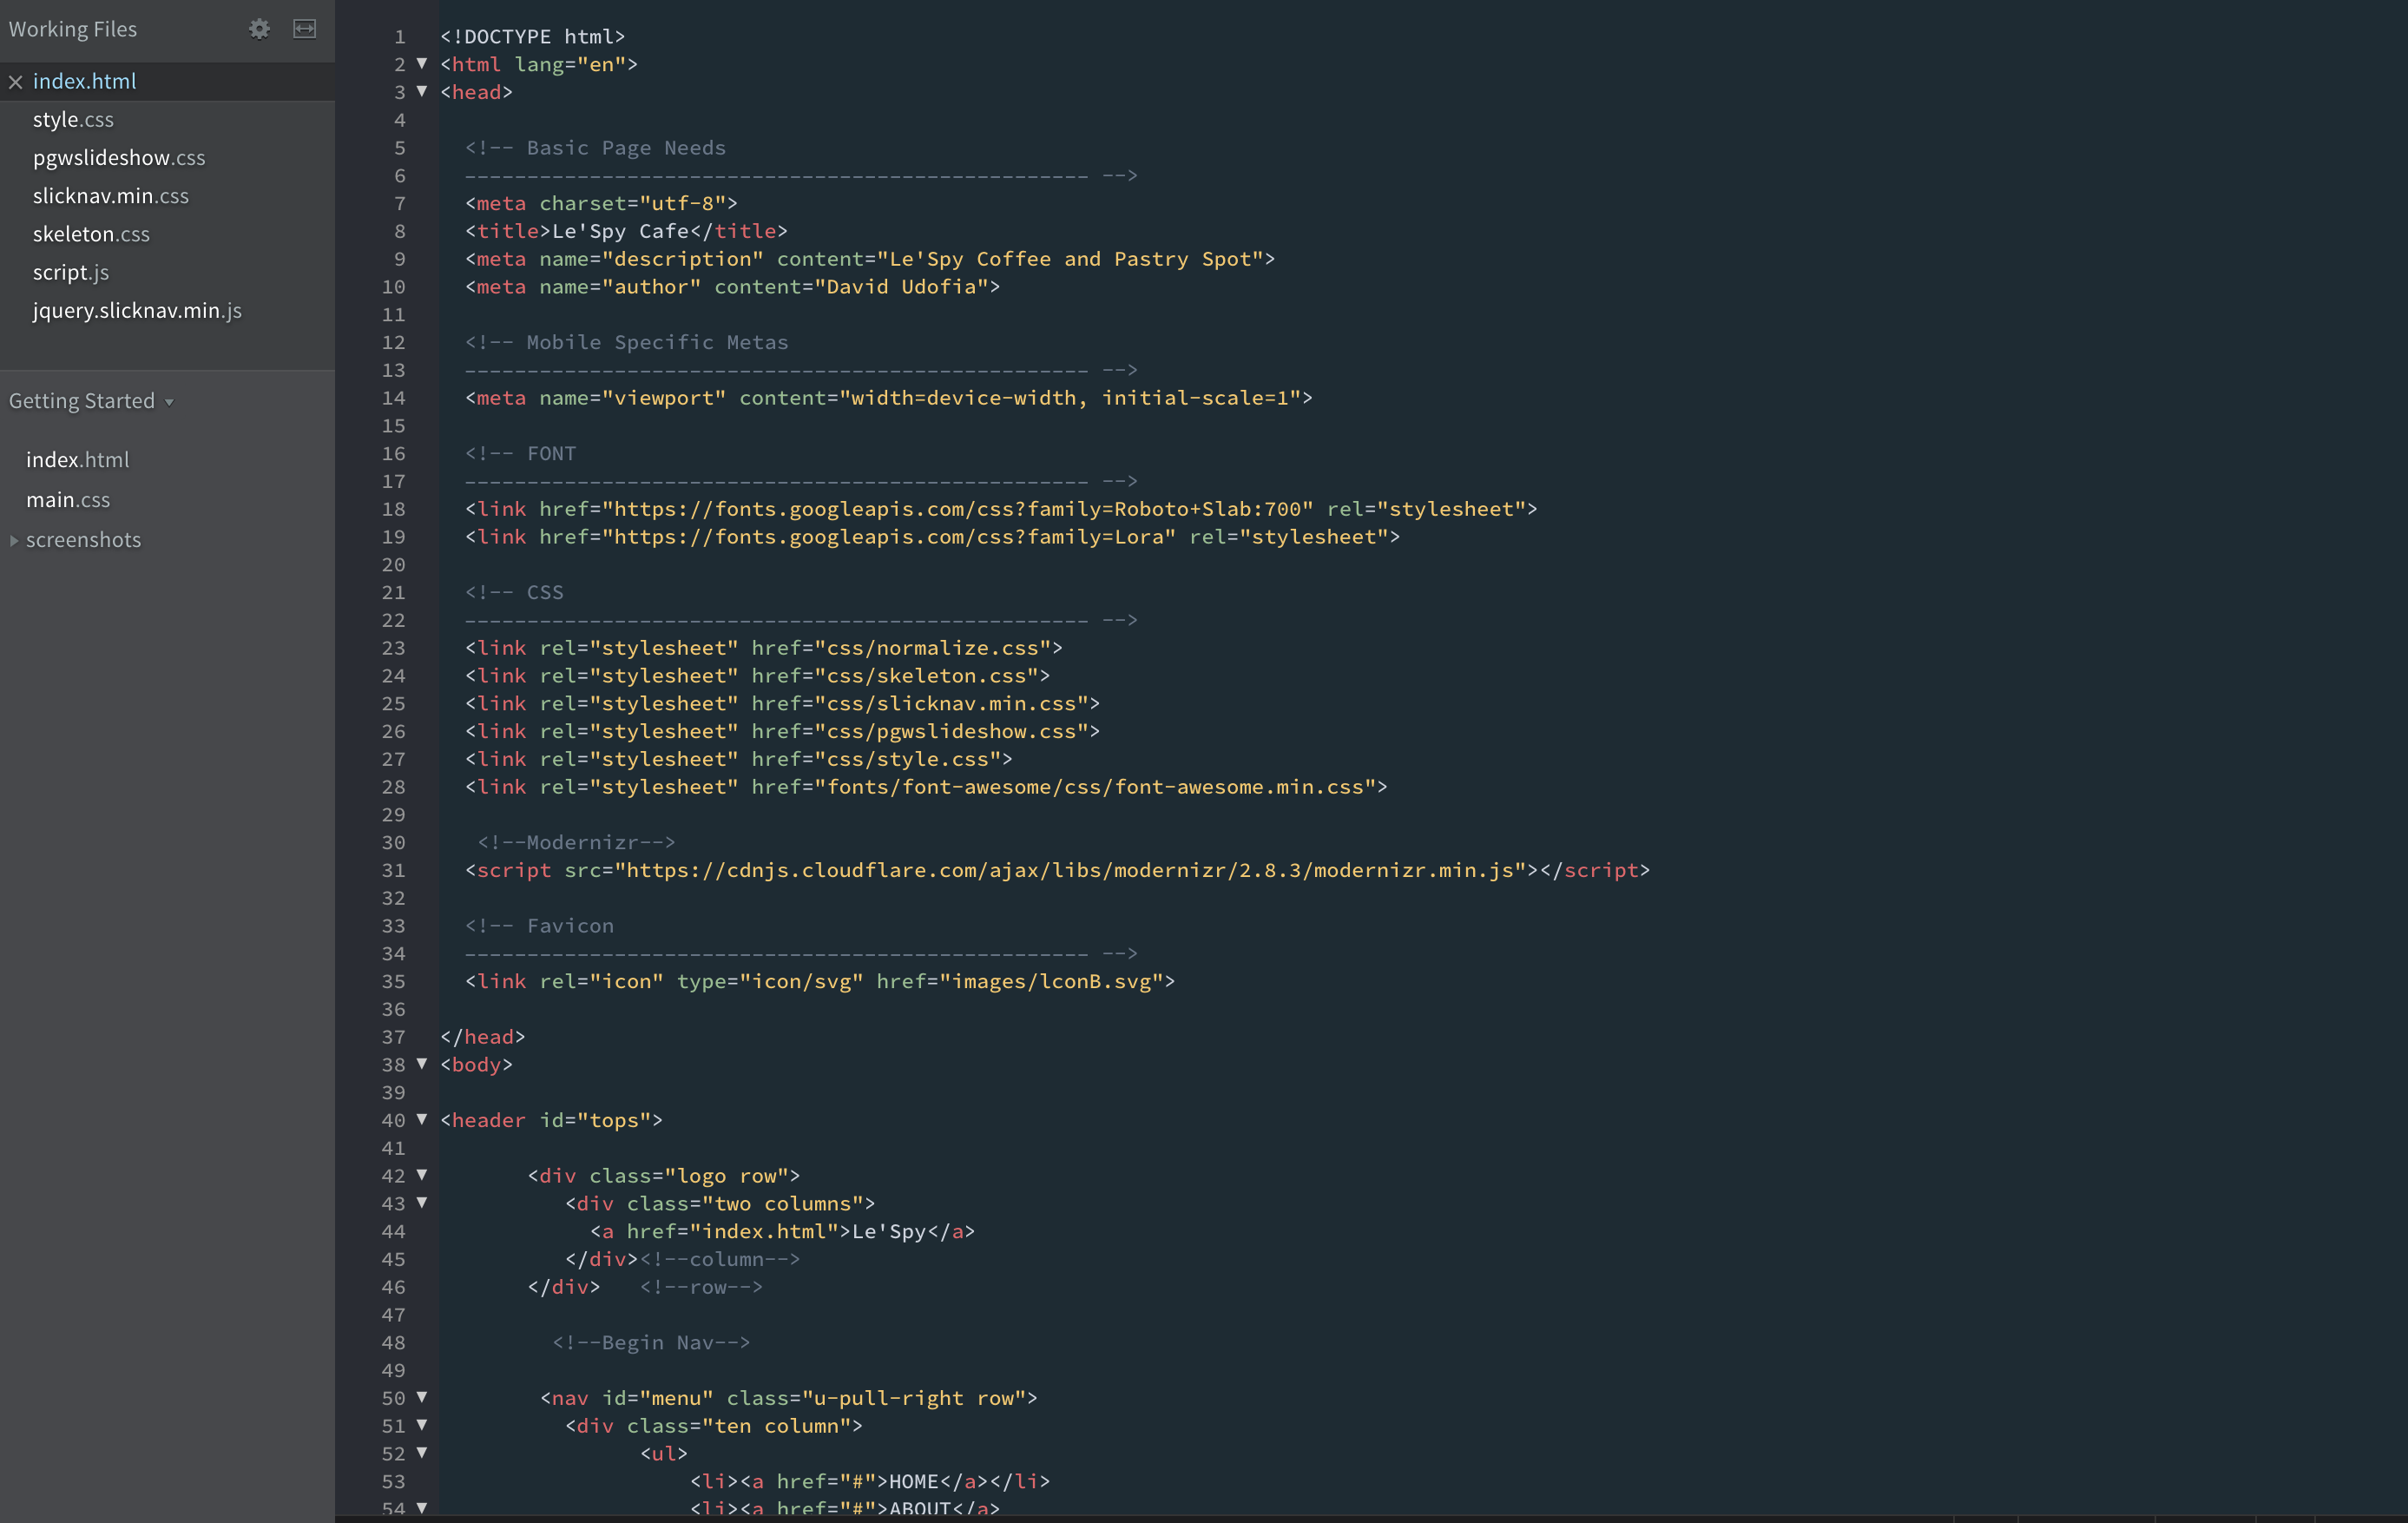 Working Files
index.html
style.css
pgwslideshow.css
slicknav.min.css
skeleton.css
script.js
jquery.slicknav.min.js
Getting Started
index.html
main.css
screenshots
1 <!DOCTYPE html>
2 <html lang="en">
3 <head>
4
5 <!-- Basic Page Needs
6 –––––––––––––––––––––––––––––––––––––––––––––––––– -->
7 <meta charset="utf-8">
8 <title>Le'Spy Cafe</title>
9 <meta name="description" content="Le'Spy Coffee and Pastry Spot">
10 <meta name="author" content="David Udofia">
11
12 <!-- Mobile Specific Metas
13 –––––––––––––––––––––––––––––––––––––––––––––––––– -->
14 <meta name="viewport" content="width=device-width, initial-scale=1">
15
16 <!-- FONT
17 –––––––––––––––––––––––––––––––––––––––––––––––––– -->
18 <link href="https://fonts.googleapis.com/css?family=Roboto+Slab:700" rel="stylesheet">
19 <link href="https://fonts.googleapis.com/css?family=Lora" rel="stylesheet">
20
21 <!-- CSS
22 –––––––––––––––––––––––––––––––––––––––––––––––––– -->
23 <link rel="stylesheet" href="css/normalize.css">
24 <link rel="stylesheet" href="css/skeleton.css">
25 <link rel="stylesheet" href="css/slicknav.min.css">
26 <link rel="stylesheet" href="css/pgwslideshow.css">
27 <link rel="stylesheet" href="css/style.css">
28 <link rel="stylesheet" href="fonts/font-awesome/css/font-awesome.min.css">
29
30 <!--Modernizr-->
31 <script src="https://cdnjs.cloudflare.com/ajax/libs/modernizr/2.8.3/modernizr.min.js"></script>
32
33 <!-- Favicon
34 –––––––––––––––––––––––––––––––––––––––––––––––––– -->
35 <link rel="icon" type="icon/svg" href="images/lconB.svg">
36
37 </head>
38 <body>
39
40 <header id="tops">
41
42 <div class="logo row">
43 <div class="two columns">
44 <a href="index.html">Le'Spy</a>
45 </div><!--column-->
46 </div> <!--row-->
47
48 <!--Begin Nav-->
49
50 <nav id="menu" class="u-pull-right row">
51 <div class="ten column">
52 <ul>
53 <li><a href="#">HOME</a></li>
54 <li><a href="#">ABOUT</a>